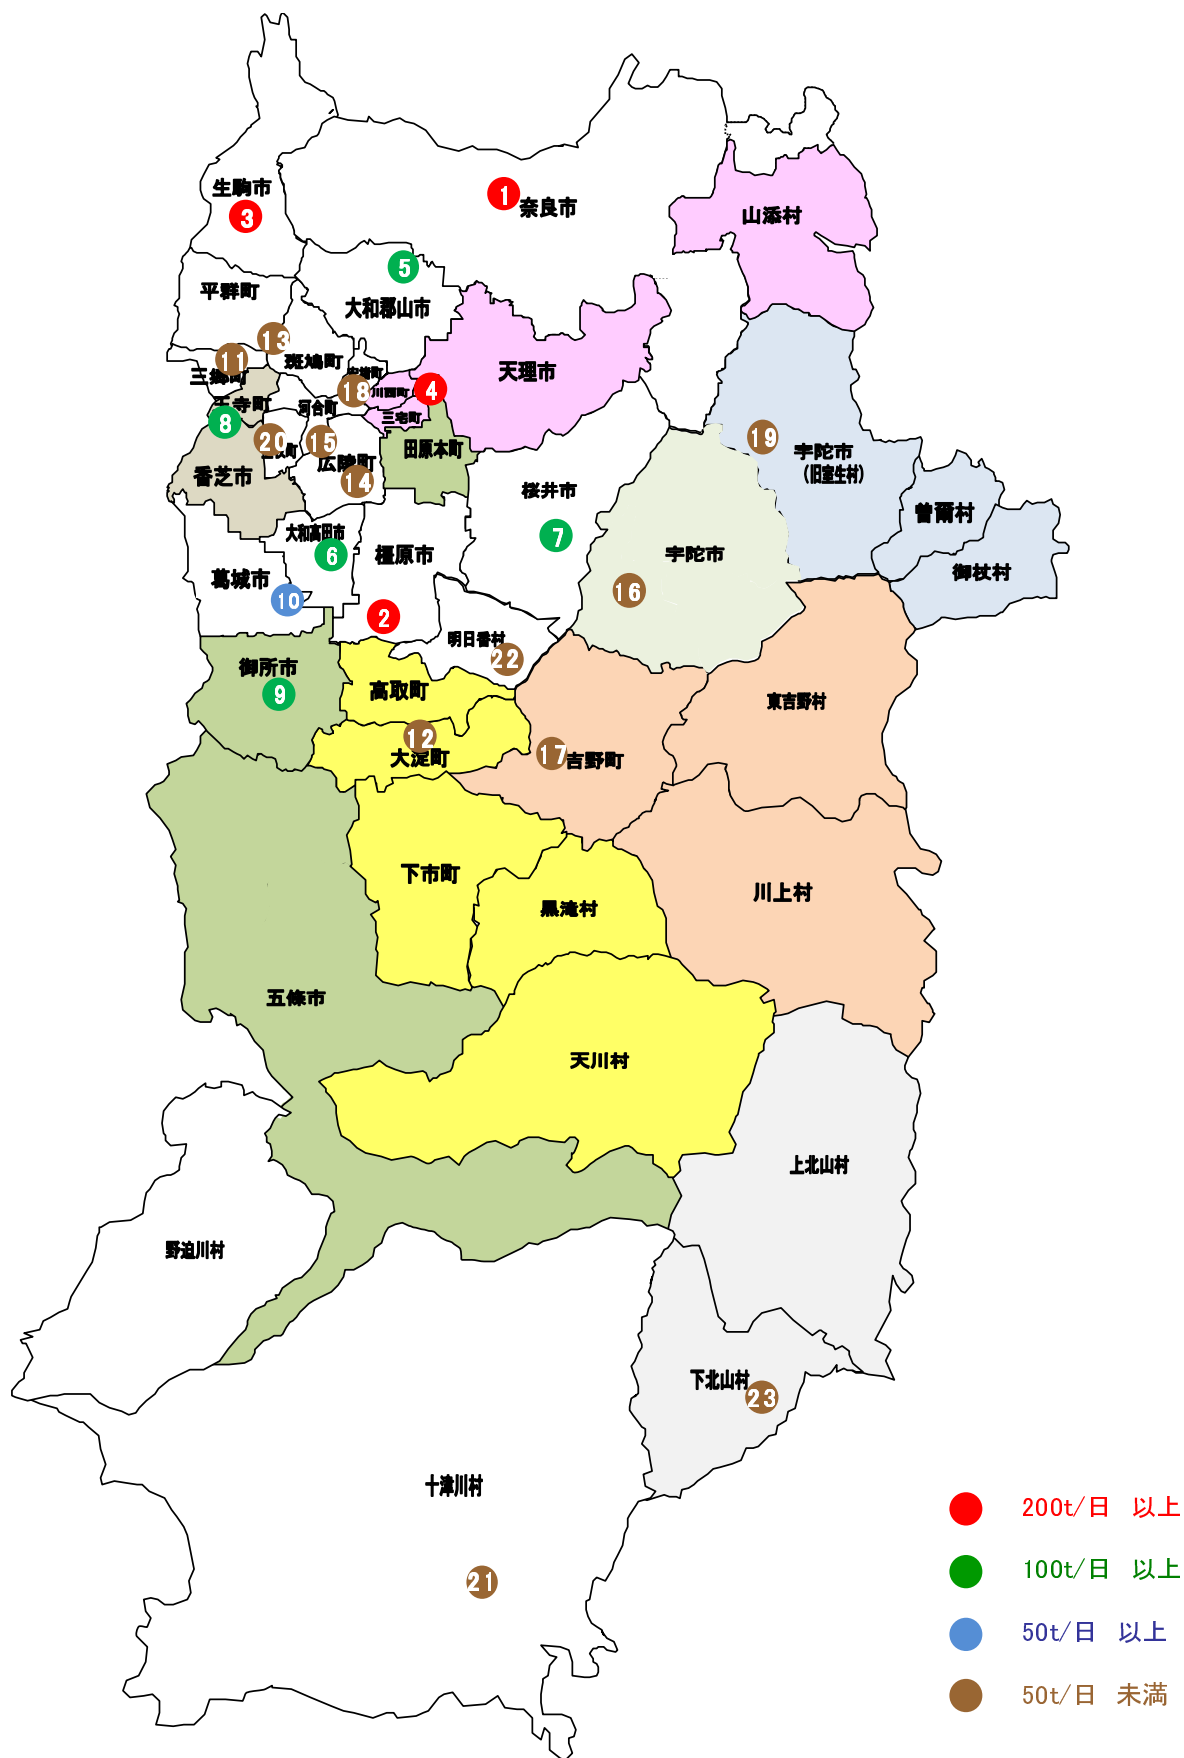 生駒市
3
1
奈良市
山添村
5
大和郡山市
平群町
13
斑鳩町
11
三郷町
天理市
4
川西町
18
三宅町
王寺町
8
河合町
20
15
広陵町
14
田原本町
香芝市
19
宇陀市
(旧室生村)
曽爾村
御杖村
桜井市
7
大和高田市
6
橿原市
2
宇陀市
16
葛城市
10
明日香村
22
御所市
9
高取町
12
大淀町
17
吉野町
東吉野村
下市町
黒滝村
川上村
五條市
天川村
上北山村
野迫川村
下北山村
23
十津川村
21
200t/日 以上
100t/日 以上
50t/日 以上
50t/日 未満